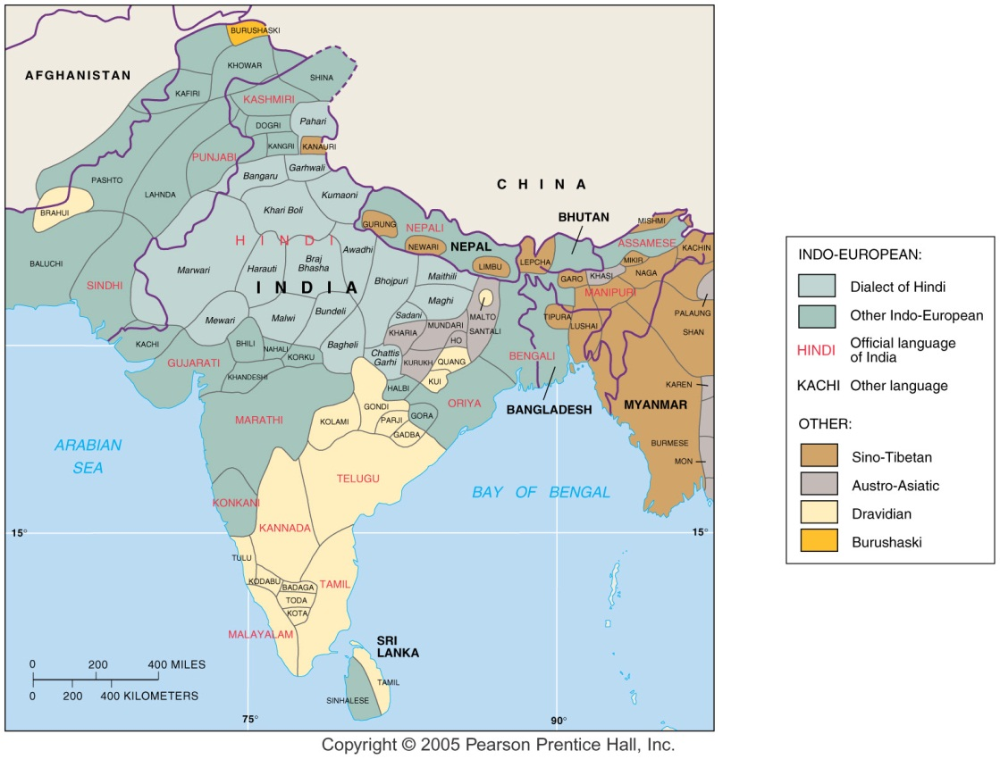 BURUSHASKI
AFGHANISTAN
KHOWAR
SHINA
KAFIRI
KASHMIRI
Pahari
DOGRI
KANGRI
KANAURI
PUNJABI
PASHTO
LAHNDA
BRAHUI
BALUCHI
SINDHI
Bangaru
Garhwali
Kumaoni
Khari Boli
HINDI
Awadhi
Marwari
Harauti
Braj
Bhasha
INDIA
Bhojpuri
Maithili
Maghi
Mewari
Malwi
Bundeli
Bagheli
Sadani
Chattis
Garhi
CHINA
BHUTAN
GURUNG
NEPALI
NEWARI
NEPAL
LIMBU
LEPCHA
ASSAMESE
MISHMI
KACHIN
MIKIR
NAGA
GARO
KHASI
MANIPURI
TIPURA
LUSHAI
PALAUNG
SHAN
MALTO
SANTALI
MUNDARI
KHARIA
HO
KURUKH
QUANG
KUI
BENGALI
BANGLADESH
KAREN
MYANMAR
BURMESE
MON
KACHI
GUJARATI
BHILI
NAHALI
KORKU
KHANDESHI
HALBI
ORIYA
MARATHI
KOLAMI
GONDI
PARJI
GORA
GADBA
TELUGU
KONKANI
KANNADA
TULU
KODABU
BADAGA
TODA
KOTA
TAMIL
MALAYALAM
SRI
LANKA
TAMIL
SINHALESE
ARABIAN
SEA
BAY OF BENGAL
15°
15°
75°
90°
0 200 400 MILES
0 200 400 KILOMETERS
INDO-EUROPEAN:
Dialect of Hindi
Other Indo-European
HINDI Official language
of India
KACHI Other language
OTHER:
Sino-Tibetan
Austro-Asiatic
Dravidian
Burushaski
Copyright © 2005 Pearson Prentice Hall, Inc.